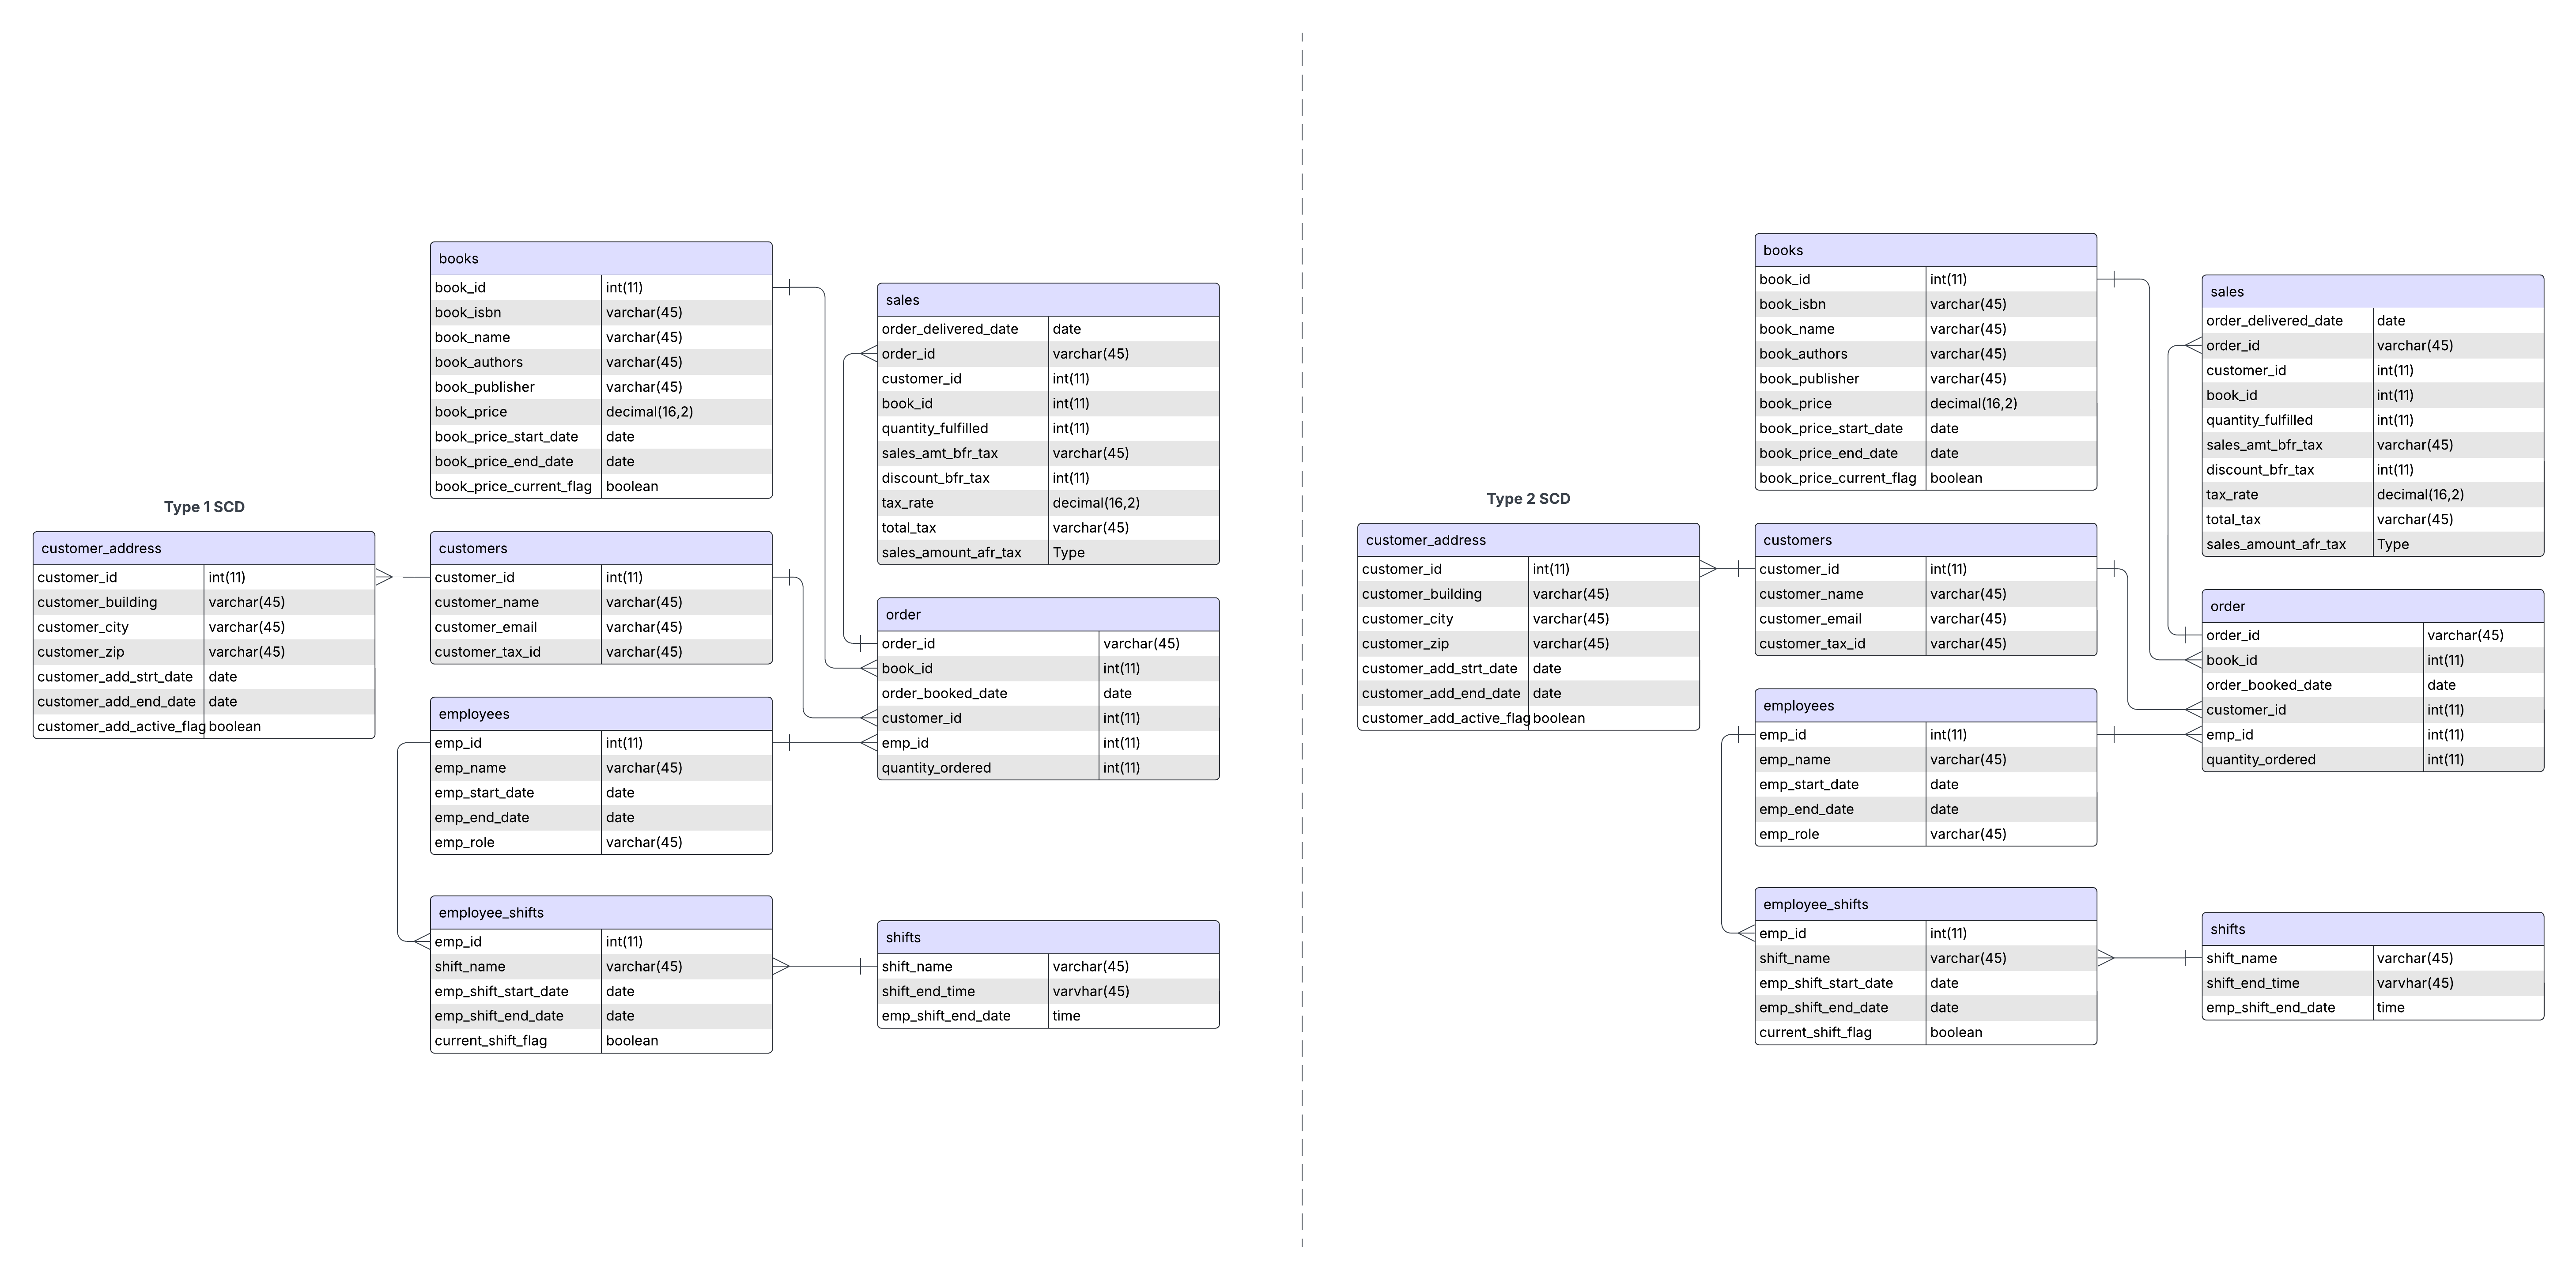 Type 1 SCD
customer_address
customer_id int(11)
customer_building varchar(45)
customer_city varchar(45)
customer_zip varchar(45)
customer_add_strt_date date
customer_add_end_date date
customer_add_active_flag boolean
books
book_id int(11)
book_isbn varchar(45)
book_name varchar(45)
book_authors varchar(45)
book_publisher varchar(45)
book_price decimal(16,2)
book_price_start_date date
book_price_end_date date
book_price_current_flag boolean
customers
customer_id int(11)
customer_name varchar(45)
customer_email varchar(45)
customer_tax_id varchar(45)
employees
emp_id int(11)
emp_name varchar(45)
emp_start_date date
emp_end_date date
emp_role varchar(45)
employee_shifts
emp_id int(11)
shift_name varchar(45)
emp_shift_start_date date
emp_shift_end_date date
current_shift_flag boolean
sales
order_delivered_date date
order_id varchar(45)
customer_id int(11)
book_id int(11)
quantity_fulfilled int(11)
sales_amt_bfr_tax varchar(45)
discount_bfr_tax int(11)
tax_rate decimal(16,2)
total_tax varchar(45)
sales_amount_afr_tax Type
order
order_id varchar(45)
book_id int(11)
order_booked_date date
customer_id int(11)
emp_id int(11)
quantity_ordered int(11)
shifts
shift_name varchar(45)
shift_end_time varvhar(45)
emp_shift_end_date time
Type 2 SCD
customer_address
customer_id int(11)
customer_building varchar(45)
customer_city varchar(45)
customer_zip varchar(45)
customer_add_strt_date date
customer_add_end_date date
customer_add_active_flag boolean
books
book_id int(11)
book_isbn varchar(45)
book_name varchar(45)
book_authors varchar(45)
book_publisher varchar(45)
book_price decimal(16,2)
book_price_start_date date
book_price_end_date date
book_price_current_flag boolean
customers
customer_id int(11)
customer_name varchar(45)
customer_email varchar(45)
customer_tax_id varchar(45)
employees
emp_id int(11)
emp_name varchar(45)
emp_start_date date
emp_end_date date
emp_role varchar(45)
employee_shifts
emp_id int(11)
shift_name varchar(45)
emp_shift_start_date date
emp_shift_end_date date
current_shift_flag boolean
sales
order_delivered_date date
order_id varchar(45)
customer_id int(11)
book_id int(11)
quantity_fulfilled int(11)
sales_amt_bfr_tax varchar(45)
discount_bfr_tax int(11)
tax_rate decimal(16,2)
total_tax varchar(45)
sales_amount_afr_tax Type
order
order_id varchar(45)
book_id int(11)
order_booked_date date
customer_id int(11)
emp_id int(11)
quantity_ordered int(11)
shifts
shift_name varchar(45)
shift_end_time varvhar(45)
emp_shift_end_date time